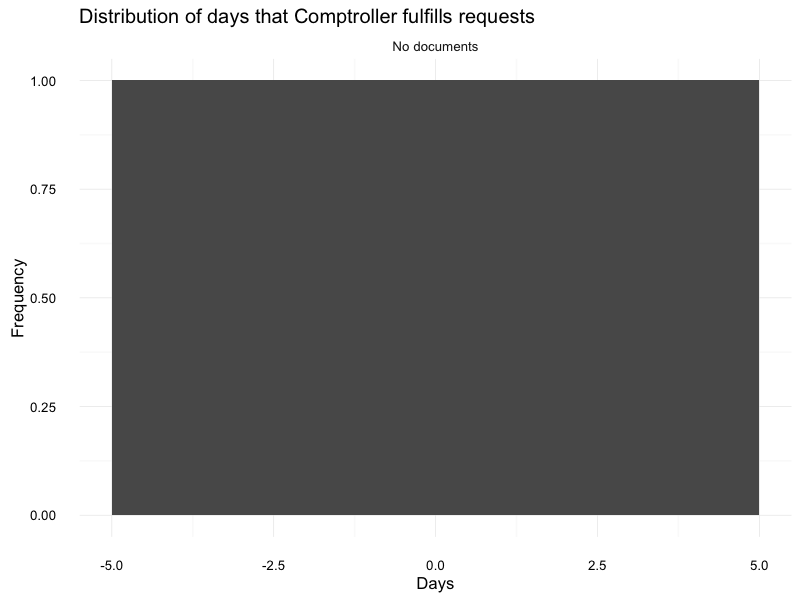 Distribution of days that Comptroller fulfills requests
No documents
1.00
0.75
0.50
0.25
0.00
Frequency
-5.0
-2.5
0.0
2.5
5.0
Days